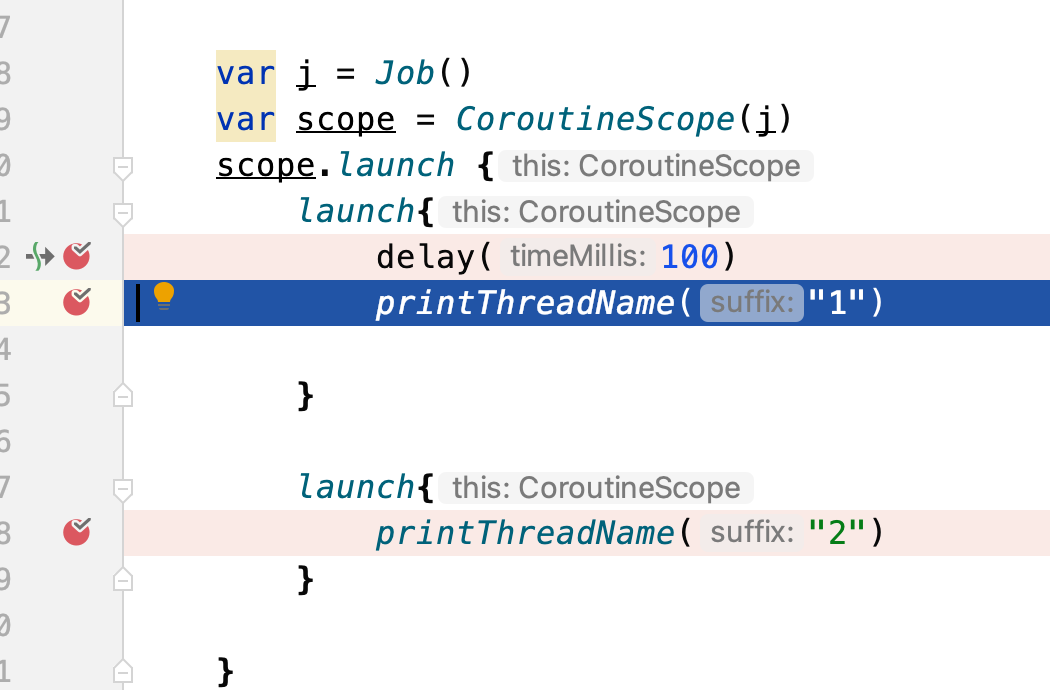 7
8 var j = Job()
9 var scope = CoroutineScope(j)
0 scope.launch { this: CoroutineScope
1 launch{ this: CoroutineScope
2 delay( timeMillis: 100)
3 printThreadName( suffix: "1")
4
5 }
6
7 launch{ this: CoroutineScope
8 printThreadName( suffix: "2")
9 }
0
1 }